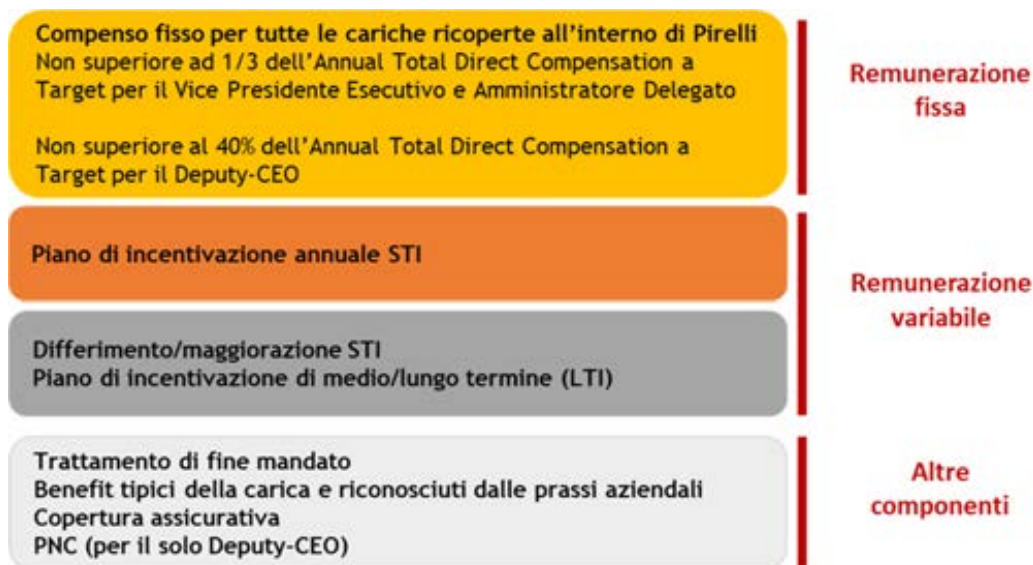 Compenso fisso per tutte le cariche ricoperte all'interno di Pirelli
Non superiore ad 1/3 dell'Annual Total Direct Compensation a
Target per il Vice Presidente Esecutivo e Amministratore Delegato
Non superiore al 40% dell'Annual Total Direct Compensation a
Target per il Deputy-CEO
Remunerazione
fissa
Piano di incentivazione annuale STI
Differimento/maggiorazione STI
Piano di incentivazione di medio/lungo termine (LTI)
Remunerazione
variabile
Trattamento di fine mandato
Benefit tipici della carica e riconosciuti dalle prassi aziendali
Copertura assicurativa
PNC (per il solo Deputy-CEO)
Altre
componenti